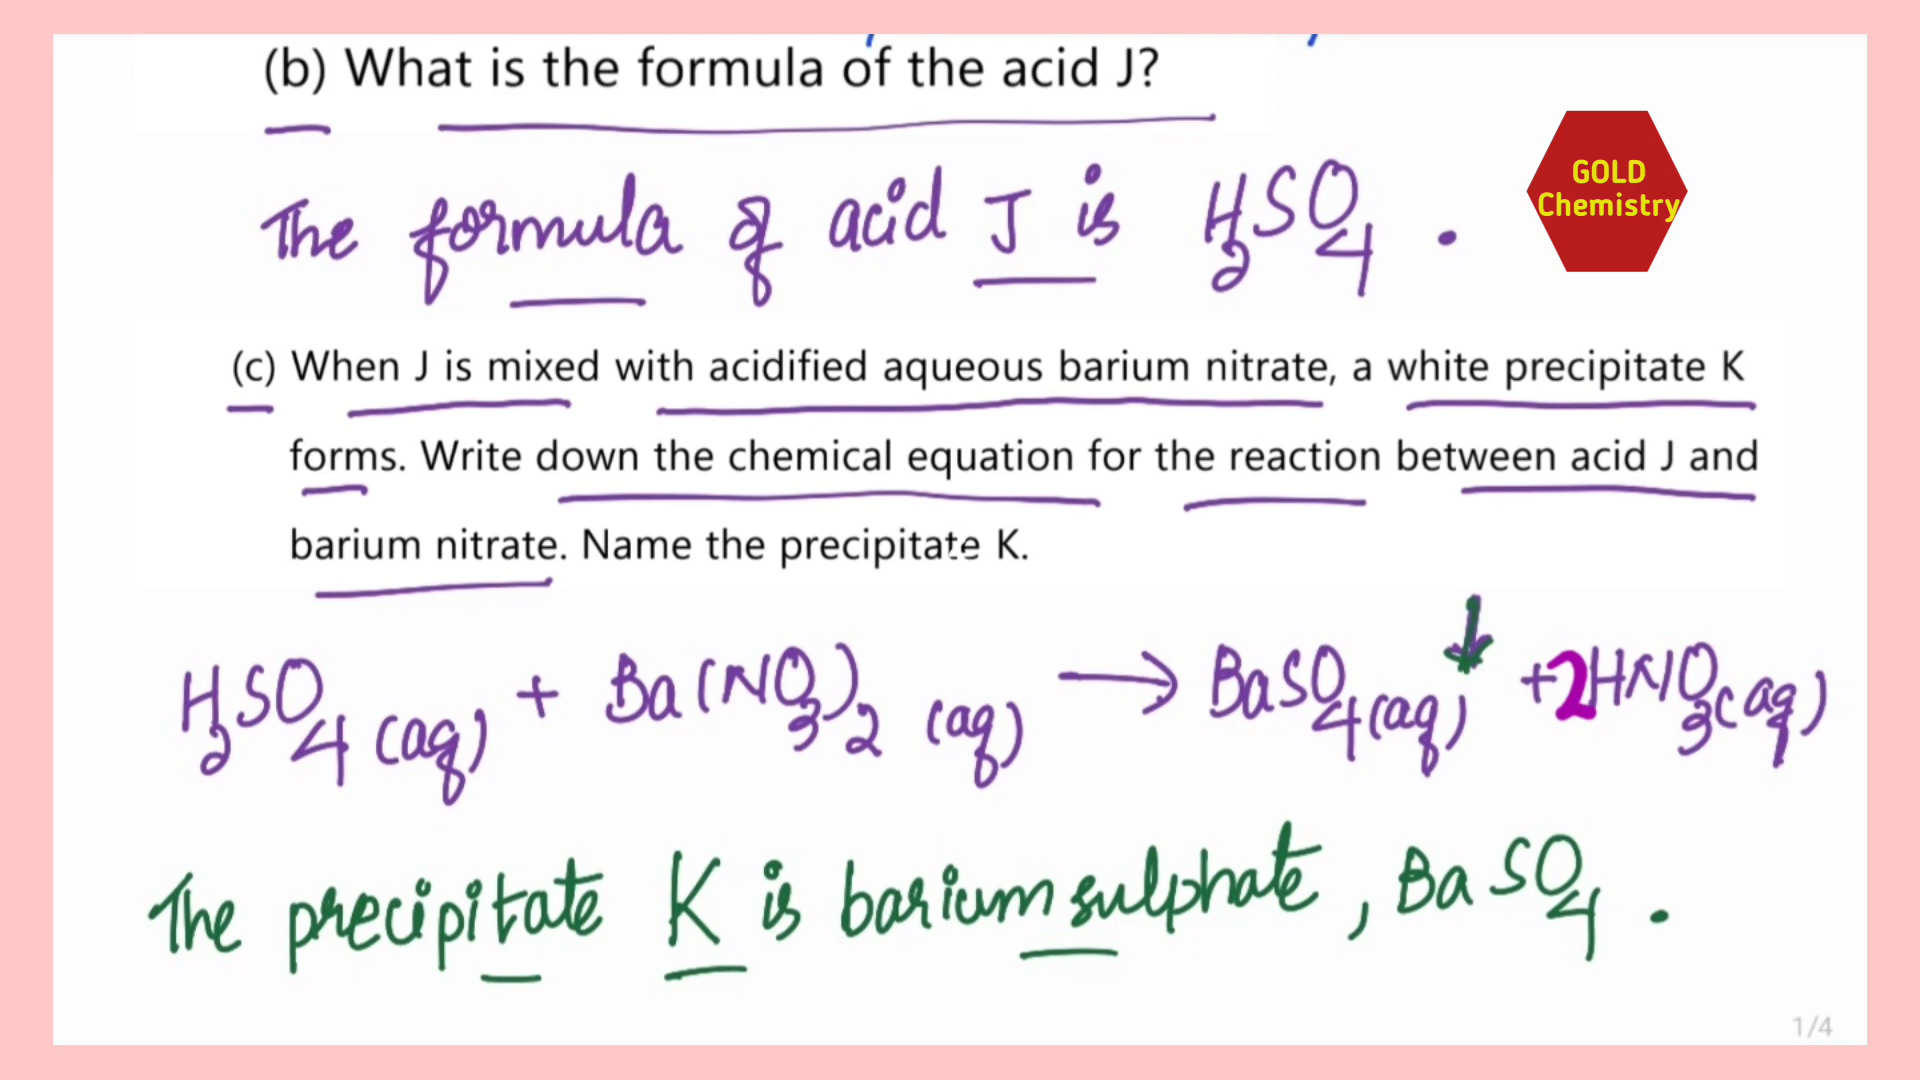 (b) What is the formula of the acid J?
GOLD
Chemistry
The formula of acid J is H₂SO₄ .
(c) When J is mixed with acidified aqueous barium nitrate, a white precipitate K
forms. Write down the chemical equation for the reaction between acid J and
barium nitrate. Name the precipitate K.
H₂SO₄ (aq) + Ba(NO₃)₂ (aq) → BaSO₄(aq)↓ + 2HNO₃(aq)
The precipitate K is barium sulphate, BaSO₄ .
1/4